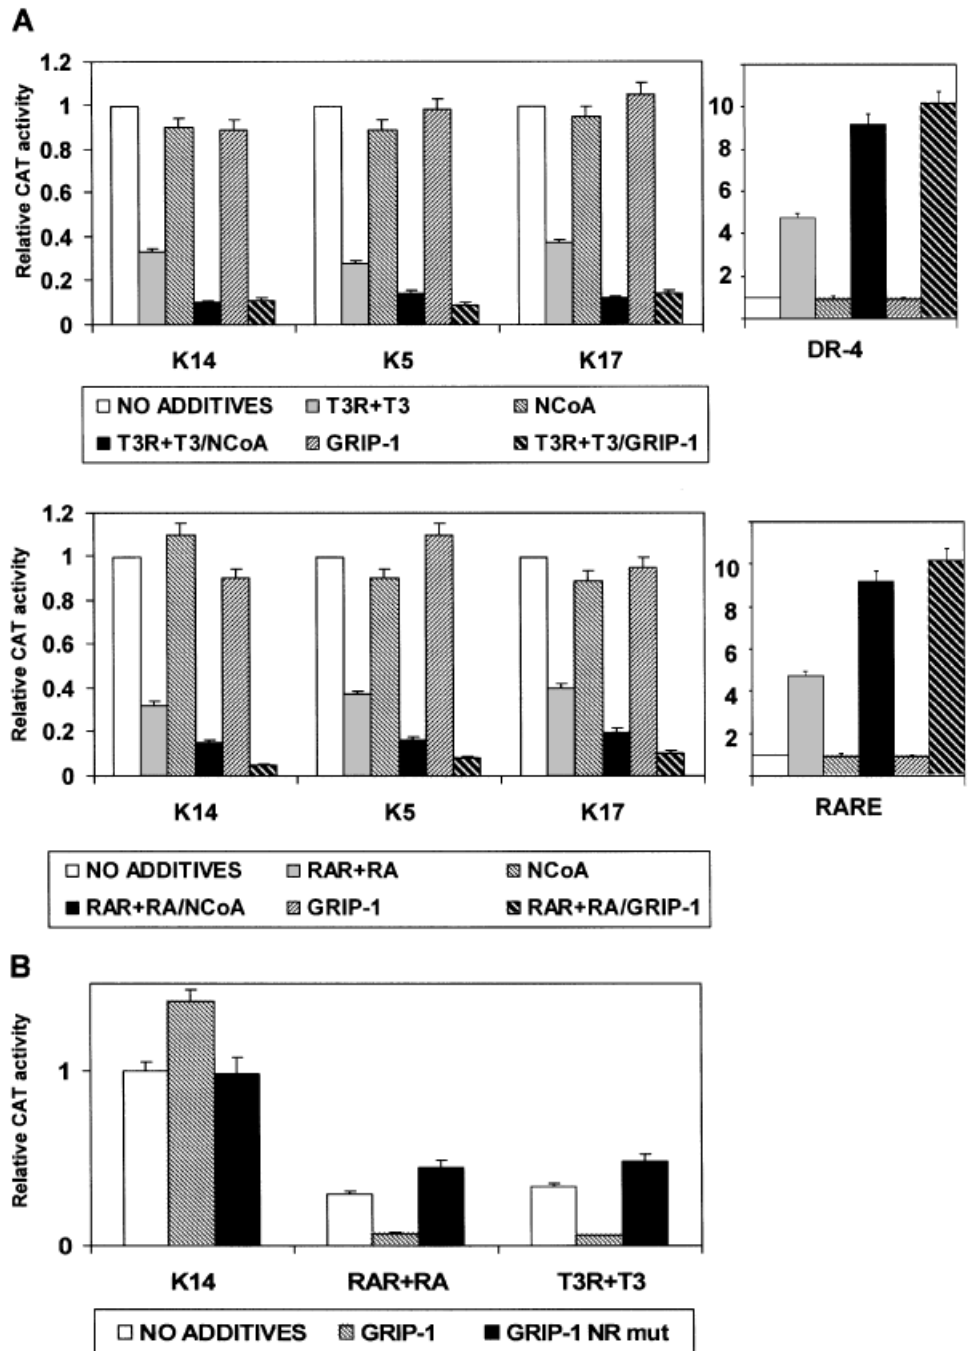 A
Relative CAT activity
1.2
1
0.8
0.6
0.4
0.2
0
K14 K5 K17
10
8
6
4
2
DR-4
NO ADDITIVES T3R+T3 NCoA
T3R+T3/NCoA GRIP-1 T3R+T3/GRIP-1
Relative CAT activity
1.2
1
0.8
0.6
0.4
0.2
0
K14 K5 K17
10
8
6
4
2
RARE
NO ADDITIVES RAR+RA NCoA
RAR+RA/NCoA GRIP-1 RAR+RA/GRIP-1
B
Relative CAT activity
1
0
K14 RAR+RA T3R+T3
NO ADDITIVES GRIP-1 GRIP-1 NR mut